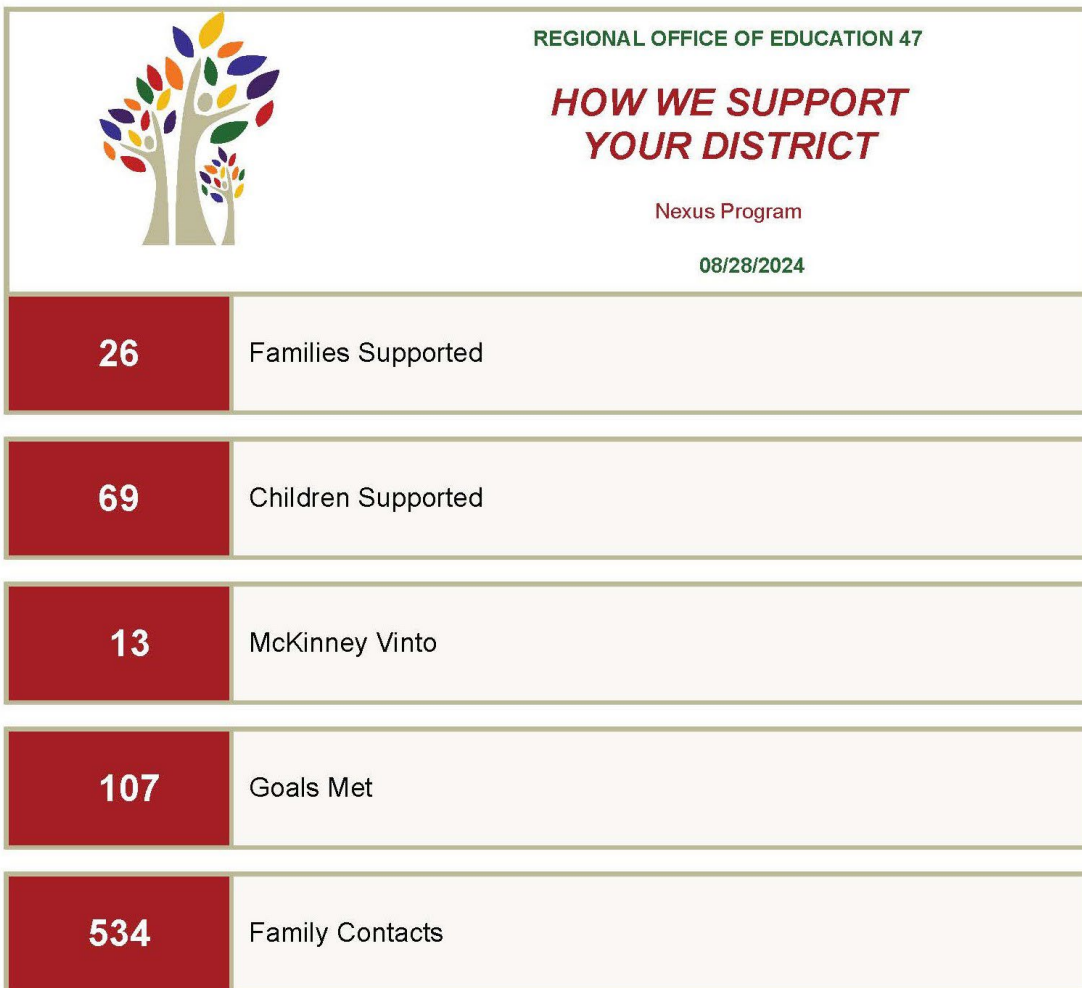 REGIONAL OFFICE OF EDUCATION 47
HOW WE SUPPORT
YOUR DISTRICT
Nexus Program
08/28/2024
26 Families Supported
69 Children Supported
13 McKinney Vinto
107 Goals Met
534 Family Contacts